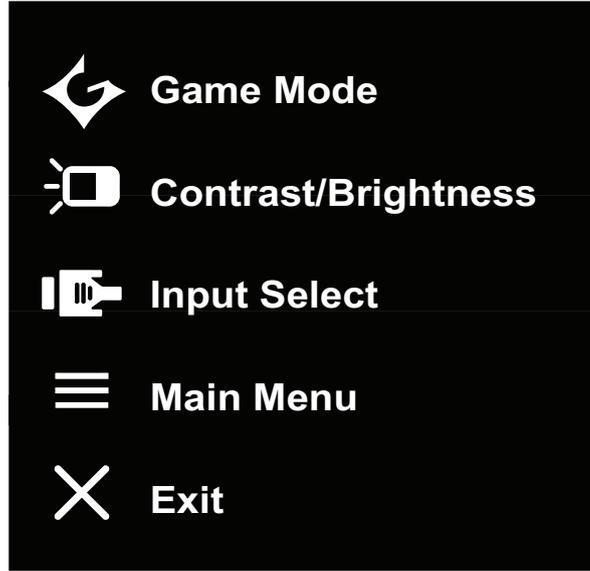 Game Mode
Contrast/Brightness
Input Select
Main Menu
Exit